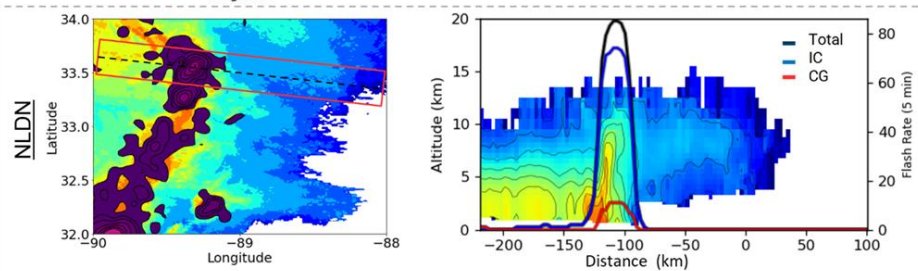 NLDN
Latitude
34.0
33.5
33.0
32.5
32.0
-90
-89
-88
Longitude
Altitude (km)
20
15
10
5
0
Total
IC
CG
80
60
40
20
0
Flash Rate (5 min)
−200
−150
−100
−50
0
50
100
Distance (km)